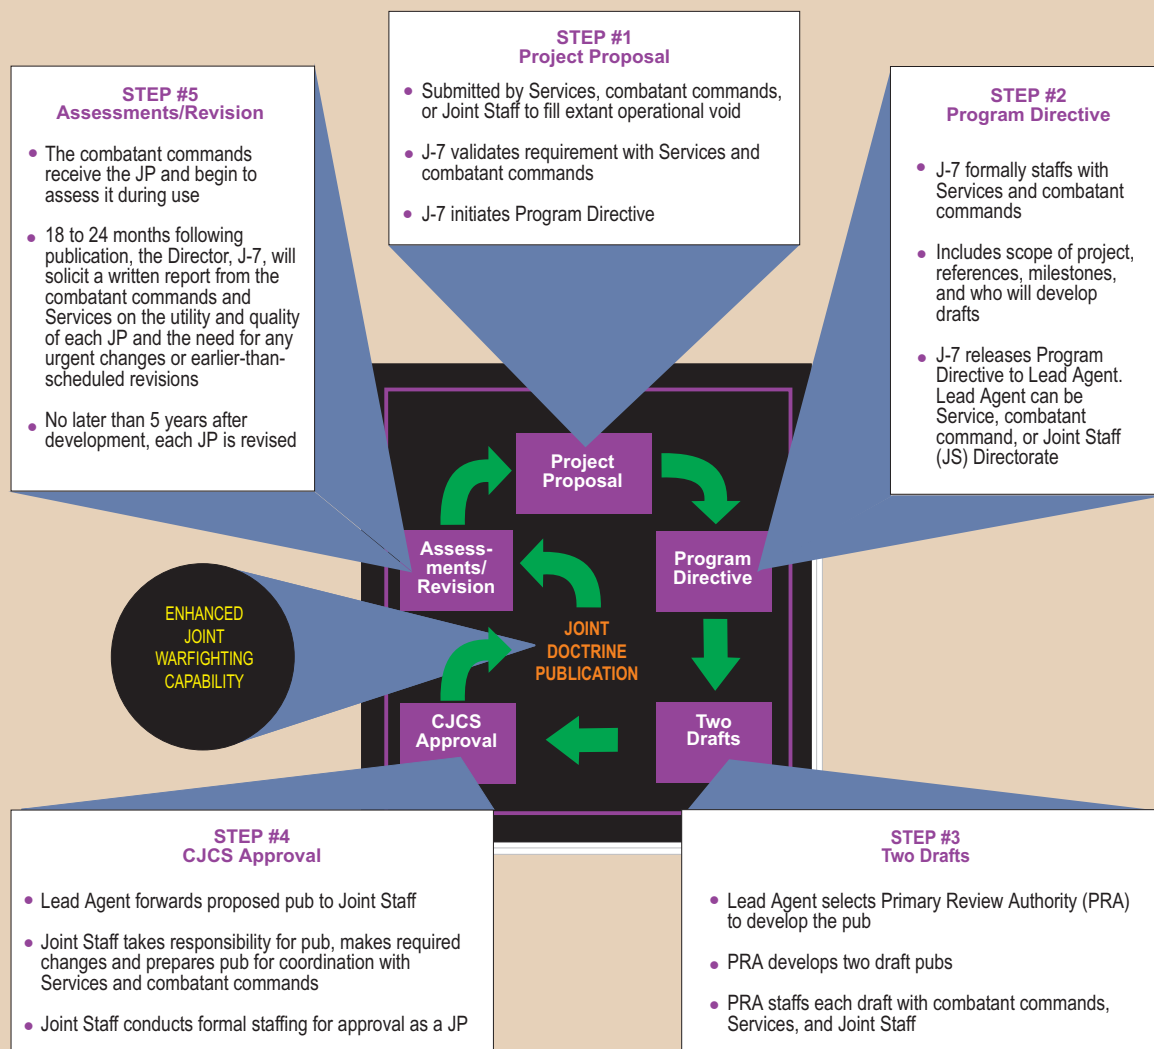 STEP #1
Project Proposal
• Submitted by Services, combatant commands,
or Joint Staff to fill extant operational void
• J-7 validates requirement with Services and
combatant commands
• J-7 initiates Program Directive
STEP #5
Assessments/Revision
• The combatant commands
receive the JP and begin to
assess it during use
• 18 to 24 months following
publication, the Director, J-7, will
solicit a written report from the
combatant commands and
Services on the utility and quality
of each JP and the need for any
urgent changes or earlier-than-
scheduled revisions
• No later than 5 years after
development, each JP is revised
STEP #2
Program Directive
• J-7 formally staffs with
Services and combatant
commands
• Includes scope of project,
references, milestones,
and who will develop
drafts
• J-7 releases Program
Directive to Lead Agent.
Lead Agent can be
Service, combatant
command, or Joint Staff
(JS) Directorate
Project
Proposal
Assess-
ments/
Revision
Program
Directive
ENHANCED
JOINT
WARFIGHTING
CAPABILITY
JOINT
DOCTRINE
PUBLICATION
CJCS
Approval
Two
Drafts
STEP #4
CJCS Approval
• Lead Agent forwards proposed pub to Joint Staff
• Joint Staff takes responsibility for pub, makes required
changes and prepares pub for coordination with
Services and combatant commands
• Joint Staff conducts formal staffing for approval as a JP
STEP #3
Two Drafts
• Lead Agent selects Primary Review Authority (PRA)
to develop the pub
• PRA develops two draft pubs
• PRA staffs each draft with combatant commands,
Services, and Joint Staff